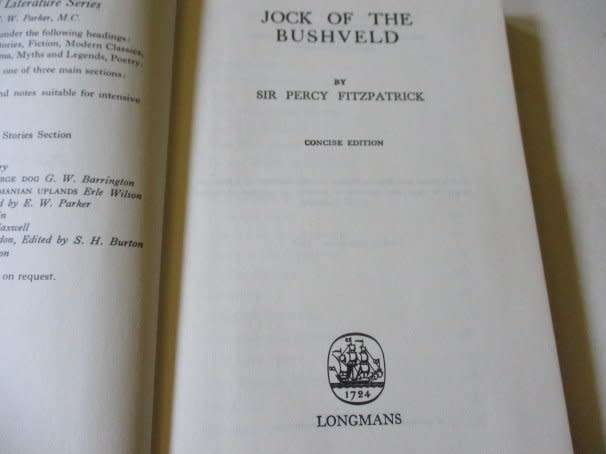 Literature Series
W. Parker, M.C.
under the following headings:
ories, Fiction, Modern Classics,
ma, Myths and Legends, Poetry,
one of three main sections:
nd notes suitable for intensive
Stories Section
ry
RGE DOG G. W. Barrington
MANIAN UPLANDS Erle Wilson
d by E. W. Parker
in
axwell
don, Edited by S. H. Burton
on
on request.
JOCK OF THE
BUSHVELD
BY
SIR PERCY FITZPATRICK
CONCISE EDITION
1724
LONGMANS